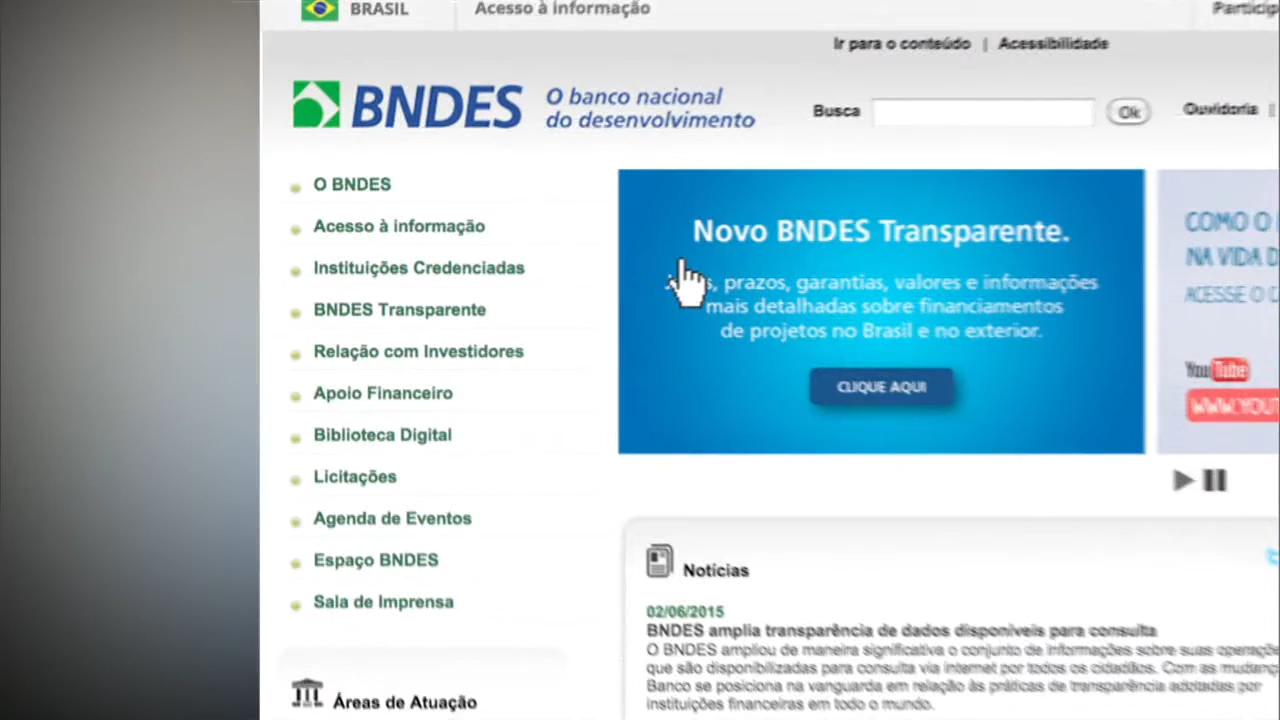 BRASIL
Acesso à informação
Ir para o conteúdo | Acessibilidade
BNDES
O banco nacional
do desenvolvimento
Busca
Ok
Ouvidoria
O BNDES
Acesso à informação
Instituições Credenciadas
BNDES Transparente
Relação com Investidores
Apoio Financeiro
Biblioteca Digital
Licitações
Agenda de Eventos
Espaço BNDES
Sala de Imprensa
Áreas de Atuação
Novo BNDES Transparente.
prazos, garantias, valores e informações
mais detalhadas sobre financiamentos
de projetos no Brasil e no exterior.
CLIQUE AQUI
COMO O
NA VIDA
ACESSE O
YouTube
Notícias
02/06/2015
BNDES amplia transparência de dados disponíveis para consulta
O BNDES ampliou de maneira significativa o conjunto de informações sobre suas
que são disponibilizadas para consulta via internet por todos os cidadãos. Com as
Banco se posiciona na vanguarda em relação às práticas de transparência adotadas por
instituições financeiras em todo o mundo.